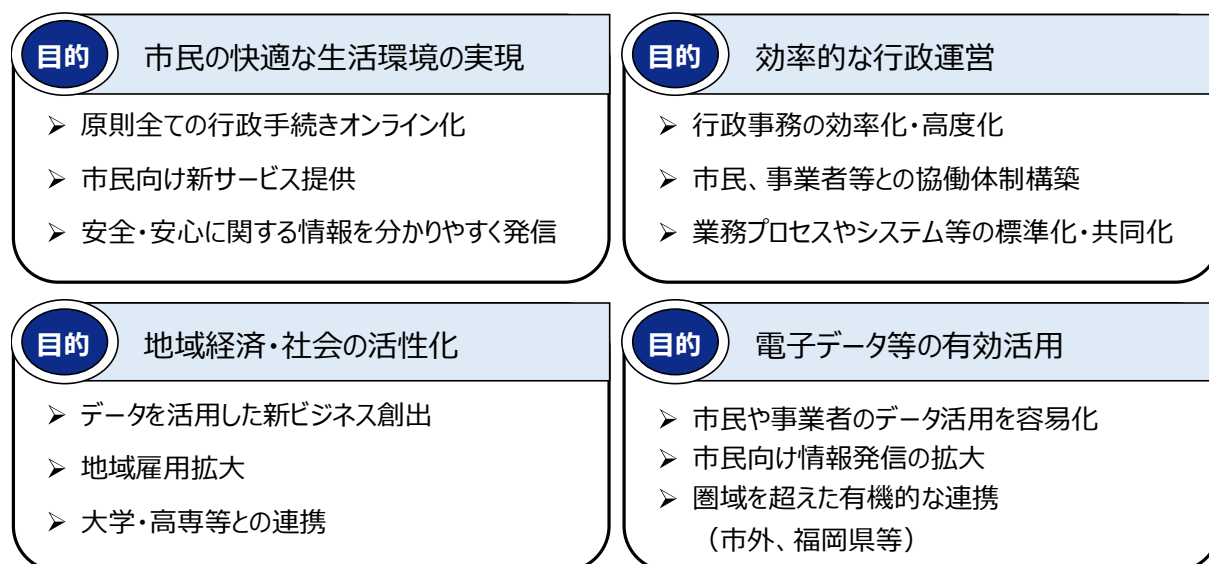 目的 市民の快適な生活環境の実現
➢ 原則全ての行政手続きオンライン化
➢ 市民向け新サービス提供
➢ 安全・安心に関する情報を分かりやすく発信
目的 効率的な行政運営
➢ 行政事務の効率化・高度化
➢ 市民、事業者等との協働体制構築
➢ 業務プロセスやシステム等の標準化・共同化
目的 地域経済・社会の活性化
➢ データを活用した新ビジネス創出
➢ 地域雇用拡大
➢ 大学・高専等との連携
目的 電子データ等の有効活用
➢ 市民や事業者のデータ活用を容易化
➢ 市民向け情報発信の拡大
➢ 圏域を超えた有機的な連携
（市外、福岡県等）